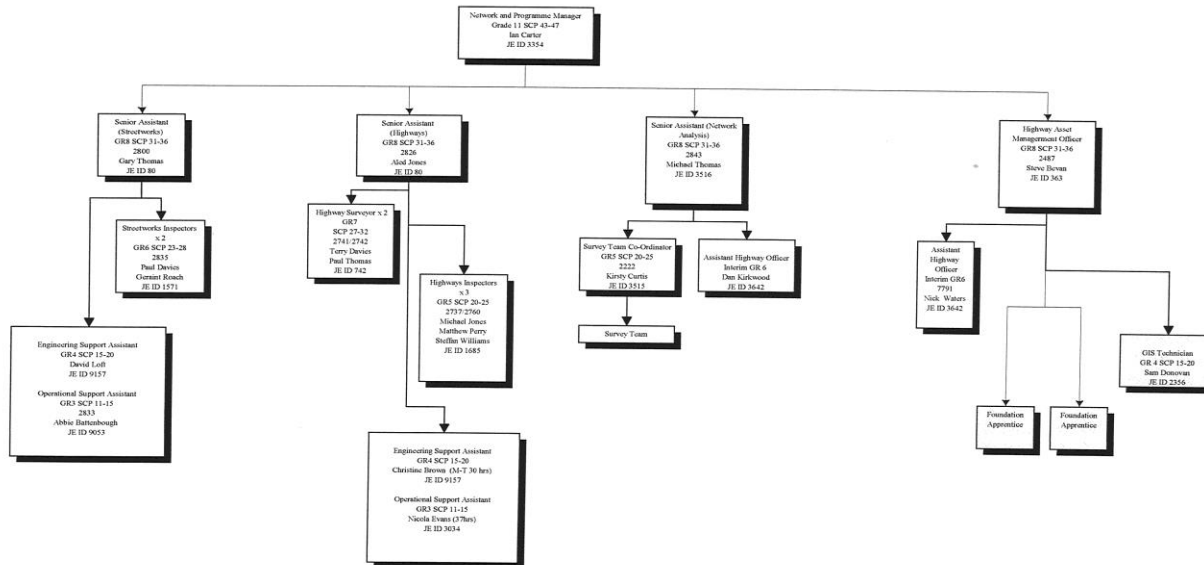 Network and Programme Manager
Grade 11 SCP 43-47
Ian Carter
JE ID 3354
Senior Assistant
(Streetworks)
GR8 SCP 31-36
2800
Gary Thomas
JE ID 80
Senior Assistant
(Highways)
GR8 SCP 31-36
2826
Aled Jones
JE ID 80
Senior Assistant (Network
Analysis)
GR8 SCP 31-36
2843
Michael Thomas
JE ID 3516
Highway Asset
Management Officer
GR8 SCP 31-36
2487
Steve Bevan
JE ID 363
Streetworks Inspectors
x 2
GR6 SCP 23-28
2835
Paul Davies
Geraint Roach
JE ID 1571
Highway Surveyor x 2
GR7
SCP 27-32
2741/2742
Terry Davies
Paul Thomas
JE ID 742
Highways Inspectors
x 3
GR5 SCP 20-25
2737/2760
Michael Jones
Matthew Perry
Steffan Williams
JE ID 1685
Survey Team Co-Ordinator
GR5 SCP 20-25
2222
Kirsty Curtis
JE ID 3515
Assistant Highway Officer
Interim GR 6
Dan Kirkwood
JE ID 3642
Assistant
Highway
Officer
Interim GR6
7791
Nick Waters
JE ID 3642
Survey Team
Engineering Support Assistant
GR4 SCP 15-20
David Loft
JE ID 9157
Operational Support Assistant
GR3 SCP 11-15
2833
Abbie Battenbough
JE ID 9053
GIS Technician
GR 4 SCP 15-20
Sam Donovan
JE ID 2356
Foundation
Apprentice
Foundation
Apprentice
Engineering Support Assistant
GR4 SCP 15-20
Christine Brown (M-T 30 hrs)
JE ID 9157
Operational Support Assistant
GR3 SCP 11-15
Nicola Evans (37hrs)
JE ID 3034